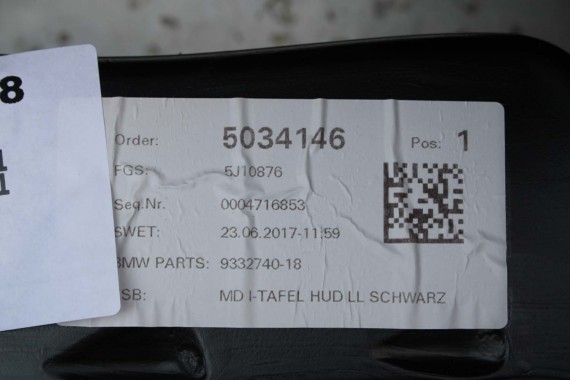 8
Order: 5034146 Pos: 1
FGS: 5J10876
Seq.Nr. 0004716853
SWET: 23.06.2017-11:59
BMW PARTS: 9332740-18
SB: MD I-TAFEL HUD LL SCHWARZ